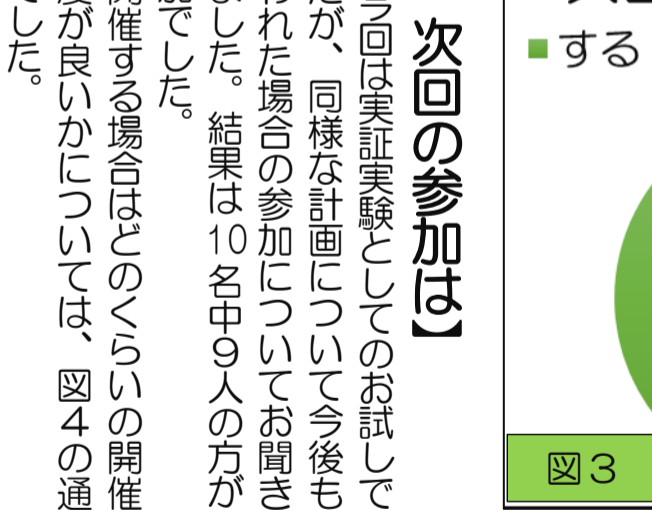 する
図3
次回の参加は】
今回は実証実験としてのお試しで
が、同様な計画について今後も
われた場合の参加についてお聞き
ました。結果は10名中9人の方が
でした。
開催する場合はどのくらいの開催
度が良いかについては、図4の通
でした。